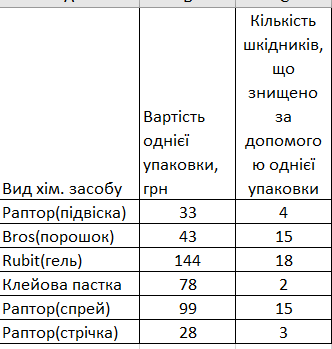 Вид хім. засобу
Вартість
однієї
упаковки,
грн
Кількість
шкідників,
що
знищено
за
допомого
ю однієї
упаковки
Раптор(підвіска) 33 4
Bros(порошок) 43 15
Rubit(гель) 144 18
Клейова пастка 78 2
Раптор(спрей) 99 15
Раптор(стрічка) 28 3